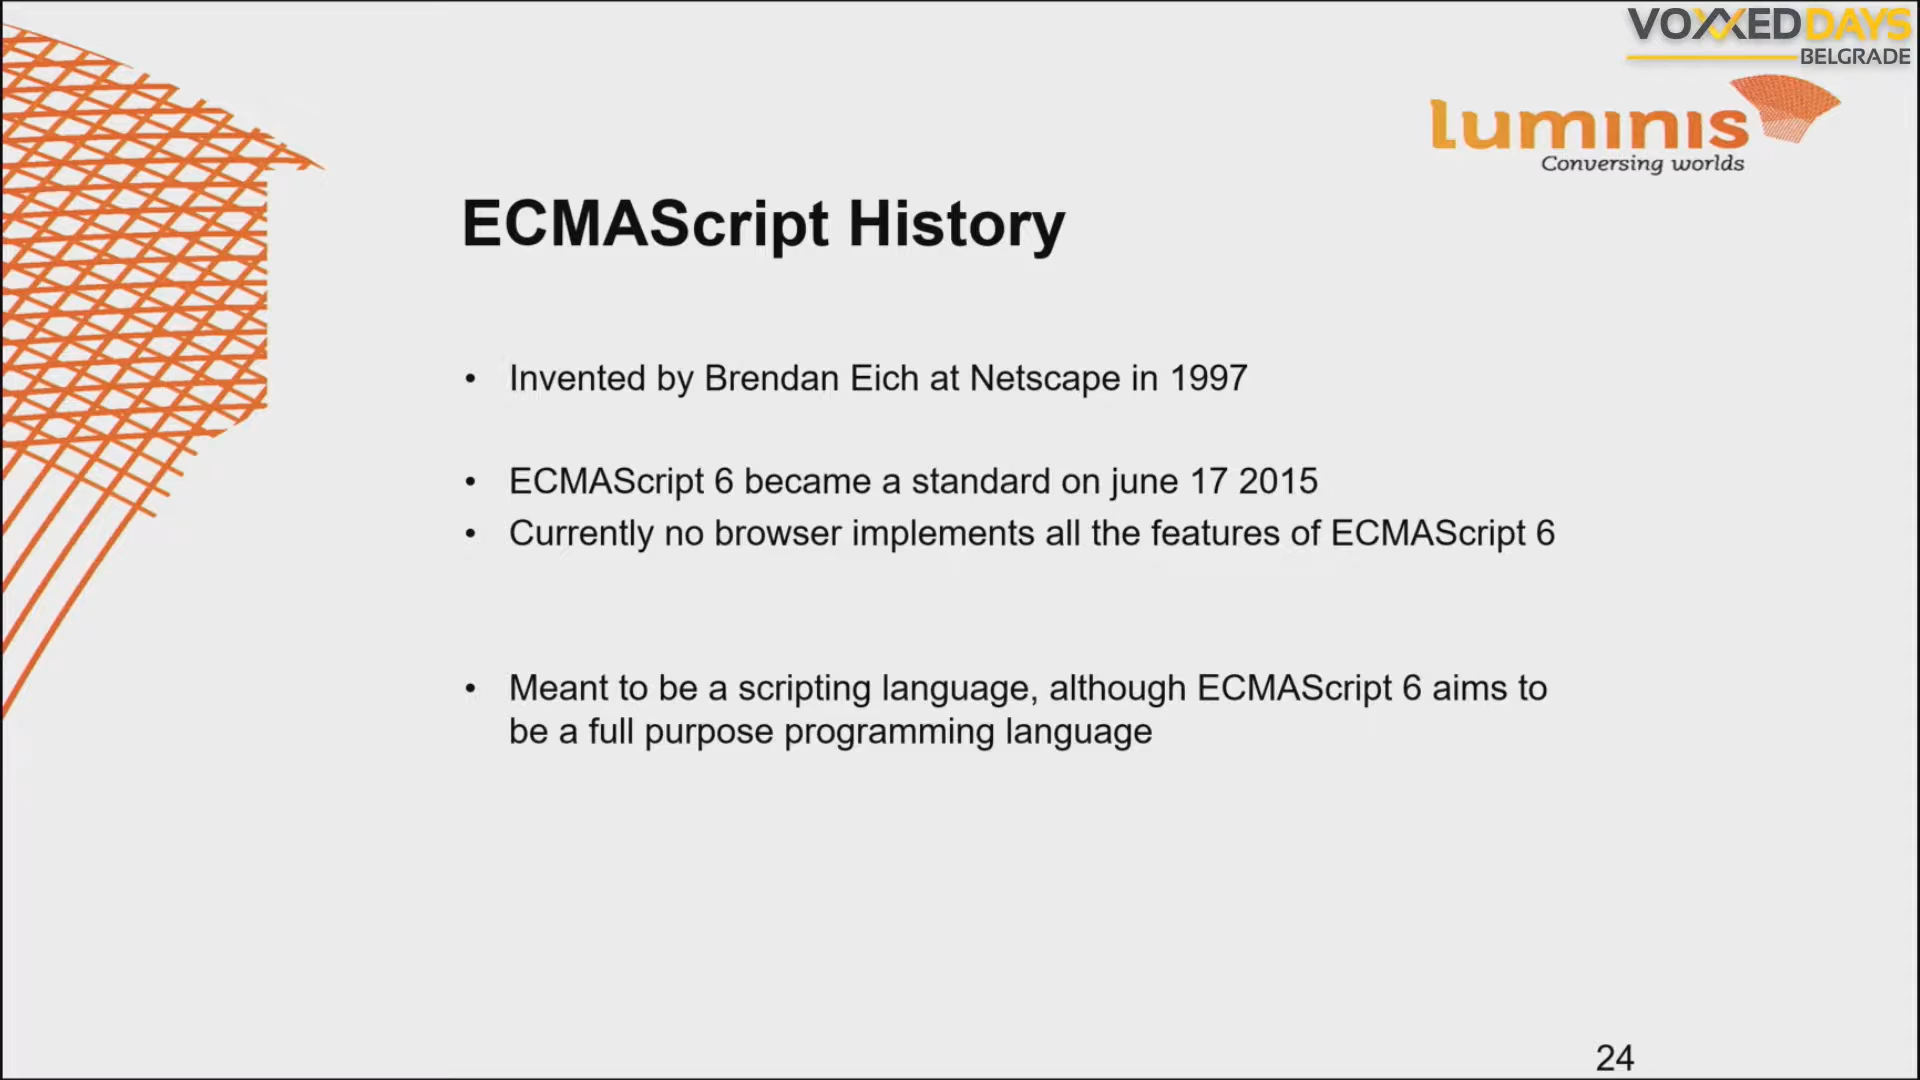 VOXXEDDAYS
BELGRADE
luminis
Conversing worlds
ECMAScript History
• Invented by Brendan Eich at Netscape in 1997
• ECMAScript 6 became a standard on june 17 2015
• Currently no browser implements all the features of ECMAScript 6
• Meant to be a scripting language, although ECMAScript 6 aims to
be a full purpose programming language
24